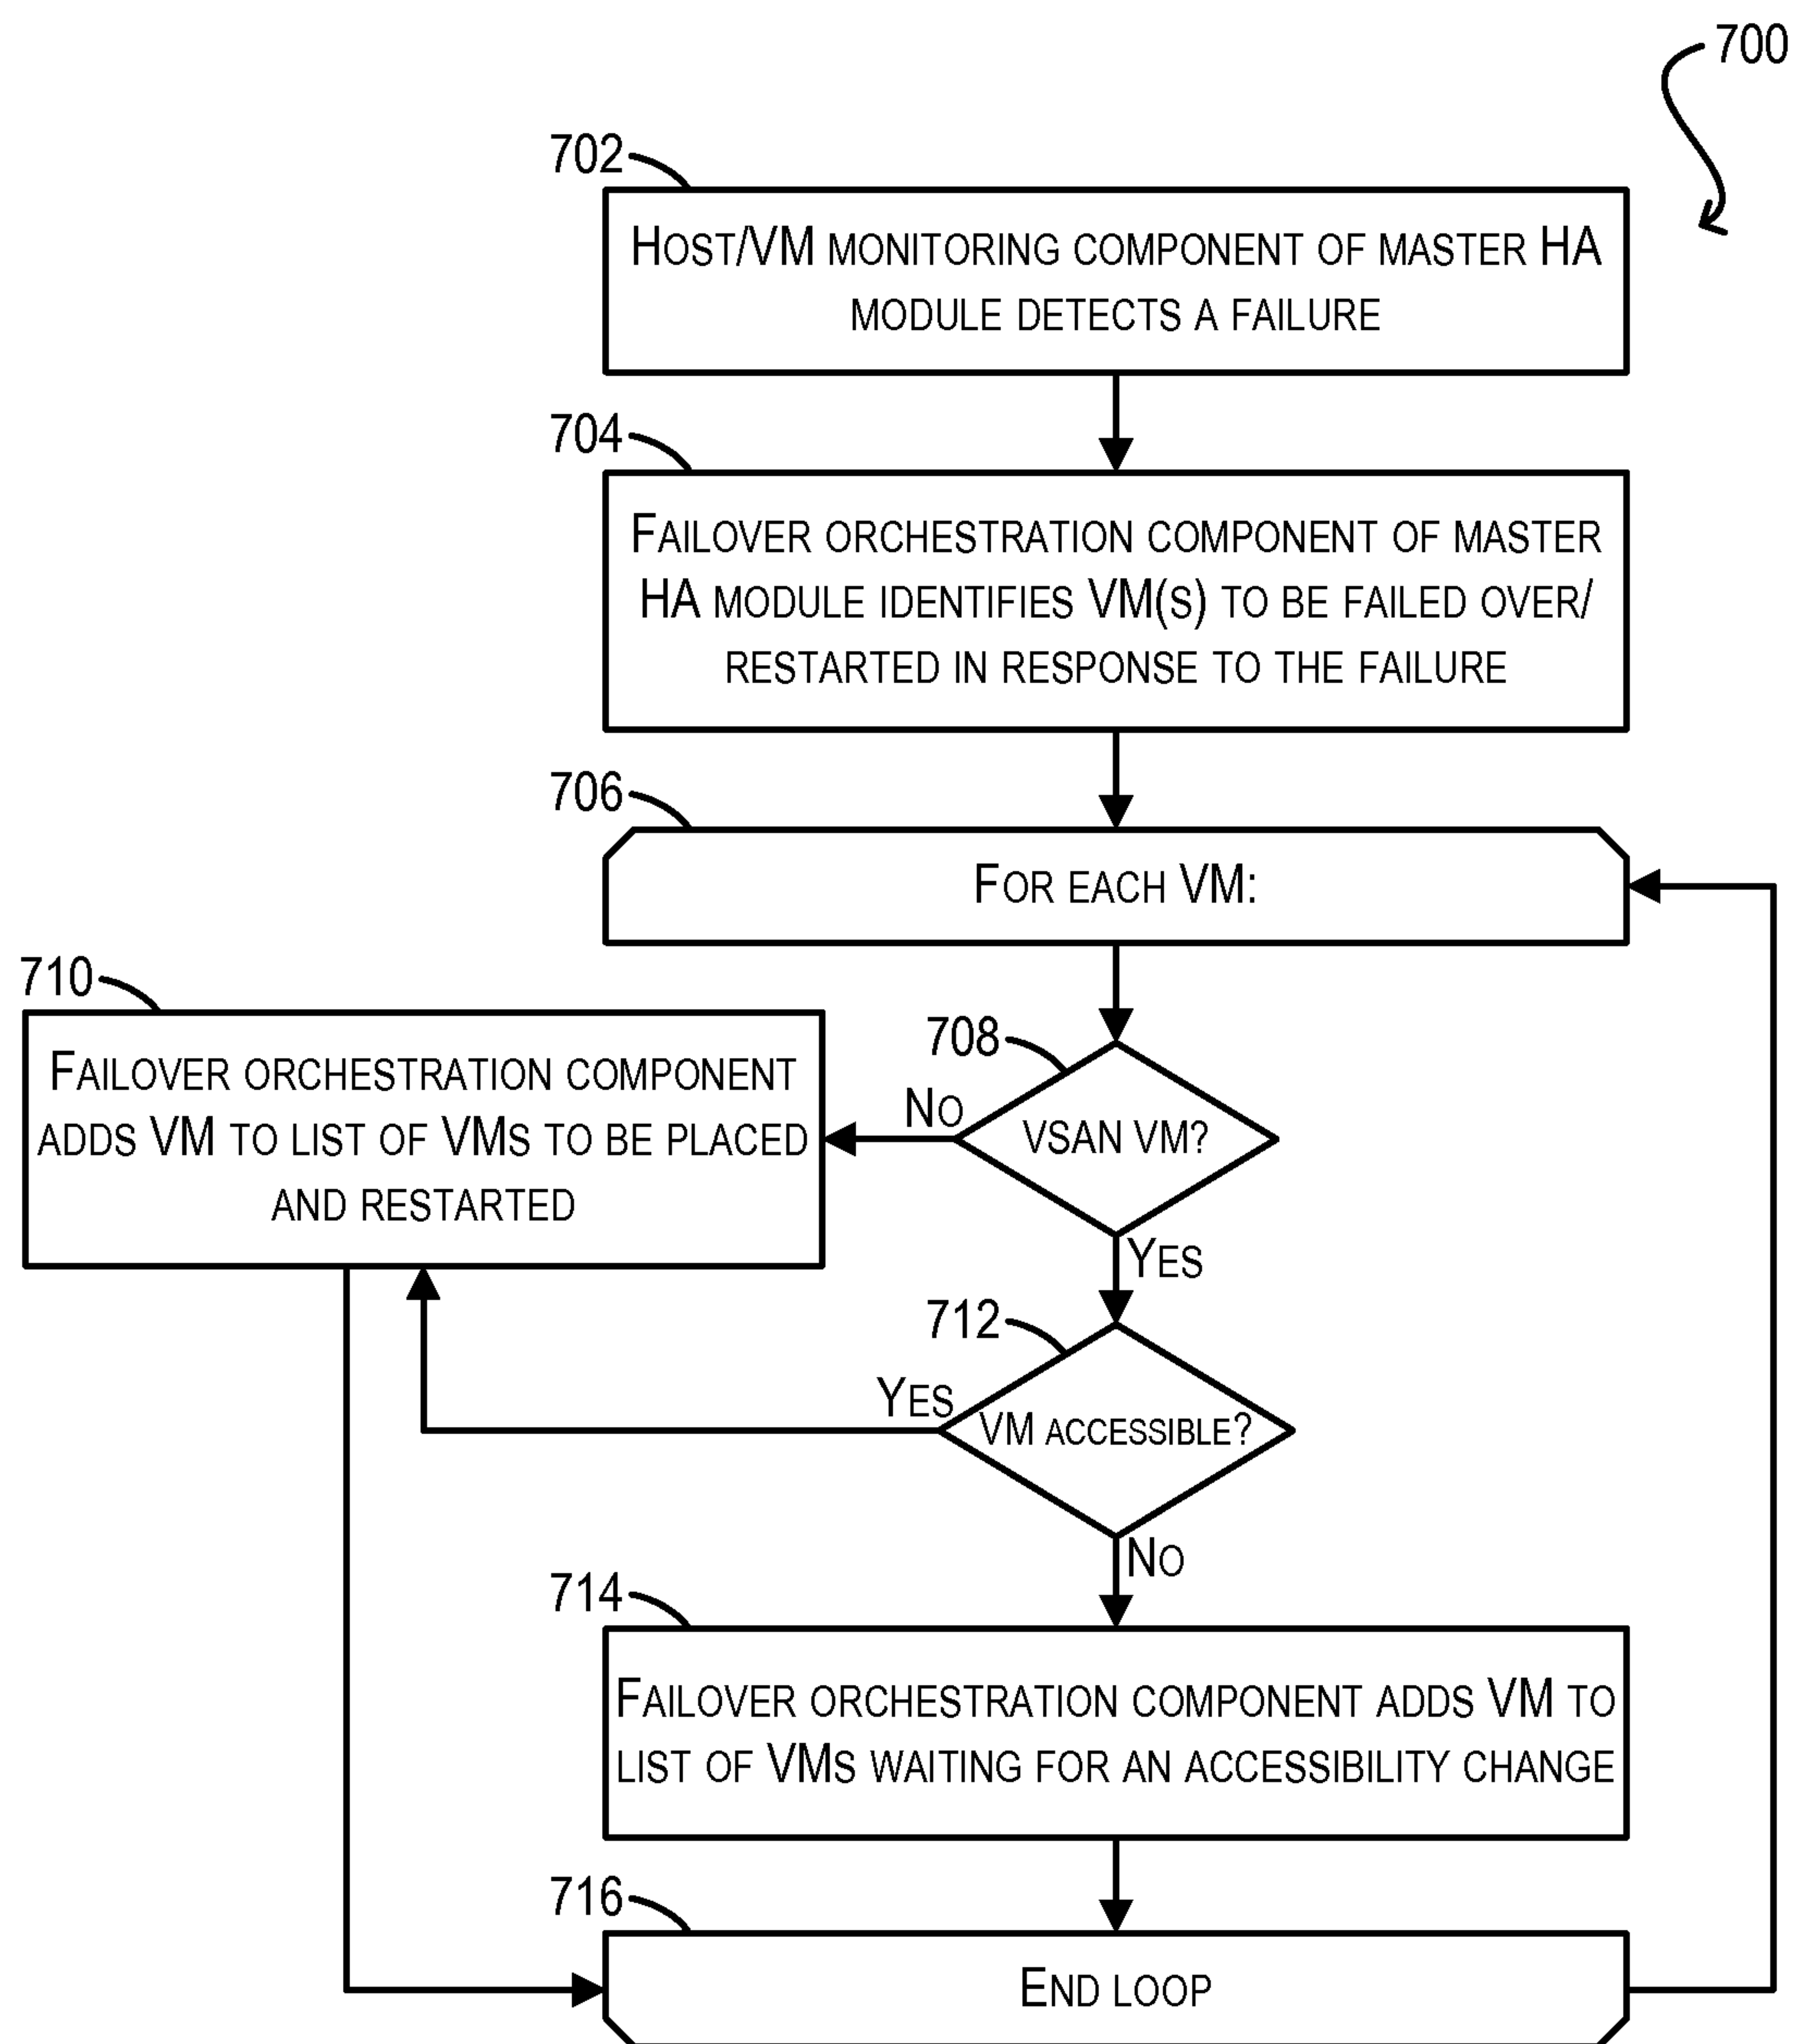 700
702
Host/VM monitoring component of master HA
module detects a failure
704
Failover orchestration component of master
HA module identifies VM(s) to be failed over/
restarted in response to the failure
706
For each VM:
710
Failover orchestration component
adds VM to list of VMs to be placed
and restarted
708
No
VSAN VM?
Yes
712
Yes
VM accessible?
No
714
Failover orchestration component adds VM to
list of VMs waiting for an accessibility change
716
End loop